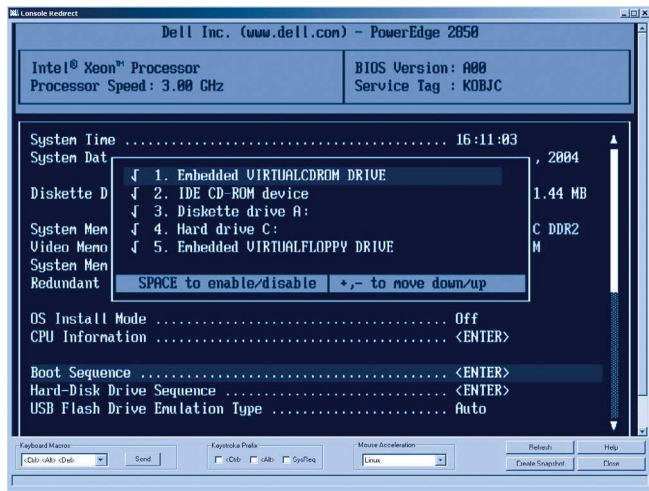 Console Redirect
Dell Inc. (www.dell.com) - PowerEdge 2850
Intel® Xeon™ Processor
Processor Speed: 3.00 GHz
BIOS Version: A00
Service Tag : KOBJC
System Time ........................................ 16:11:03
System Dat , 2004
1. Embedded VIRTUALCDROM DRIVE
√ 2. IDE CD-ROM device
Diskette D 1.44 MB
√ 3. Diskette drive A:
√ 4. Hard drive C:
System Mem C DDR2
√ 5. Embedded VIRTUALFLOPPY DRIVE
Video Memo M
System Mem
Redundant
SPACE to enable/disable
+,- to move down/up
OS Install Mode ..................................... Off
CPU Information ..................................... <ENTER>
Boot Sequence ....................................... <ENTER>
Hard-Disk Drive Sequence ............................ <ENTER>
USB Flash Drive Emulation Type ...................... Auto
Keyboard Macros
<Ctrl> <Alt> <Del>
Send
Keystroke Prefix
<Ctrl> <Alt> SysReq
Mouse Acceleration
Linux
Refresh
Help
Create Snapshot
Close